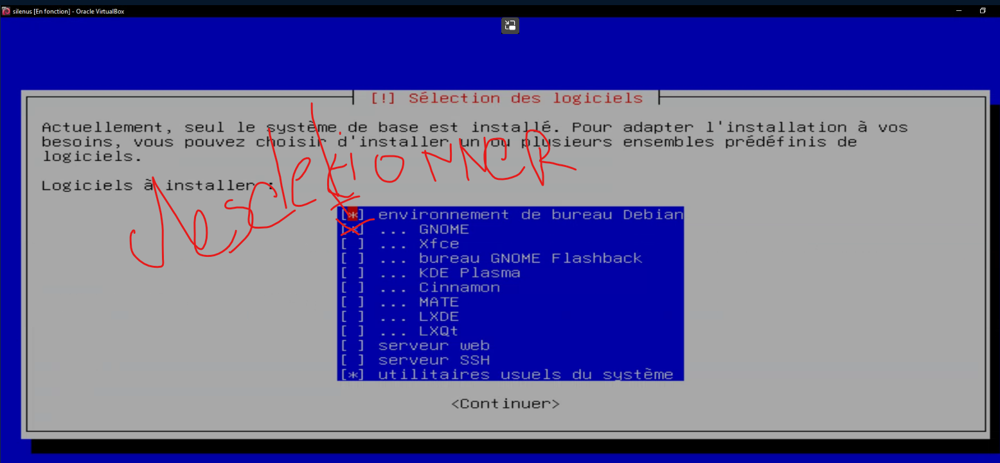 silenus [En fonction] - Oracle VirtualBox
[!] Sélection des logiciels
Actuellement, seul le système de base est installé. Pour adapter l'installation à vos
besoins, vous pouvez choisir d'installer un ou plusieurs ensembles prédéfinis de
logiciels.
Logiciels à installer :
[*] environnement de bureau Debian
[*] ... GNOME
[ ] ... Xfce
[ ] ... bureau GNOME Flashback
[ ] ... KDE Plasma
[ ] ... Cinnamon
[ ] ... MATE
[ ] ... LXDE
[ ] ... LXQt
[ ] serveur web
[ ] serveur SSH
[*] utilitaires usuels du système
<Continuer>